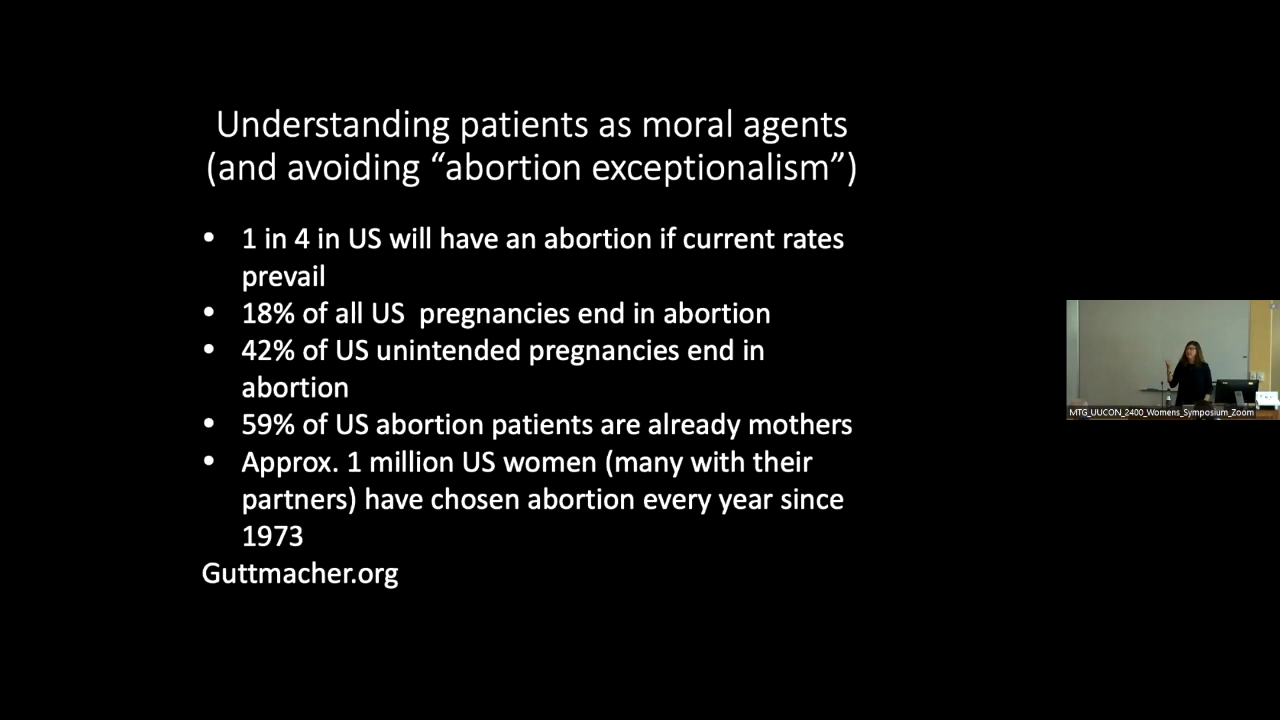 Understanding patients as moral agents
(and avoiding “abortion exceptionalism”)
• 1 in 4 in US will have an abortion if current rates
prevail
• 18% of all US  pregnancies end in abortion
• 42% of US unintended pregnancies end in
abortion
• 59% of US abortion patients are already mothers
• Approx. 1 million US women (many with their
partners) have chosen abortion every year since
1973
Guttmacher.org
MTG_UUCON_2400_Womens_Symposium_Zoom